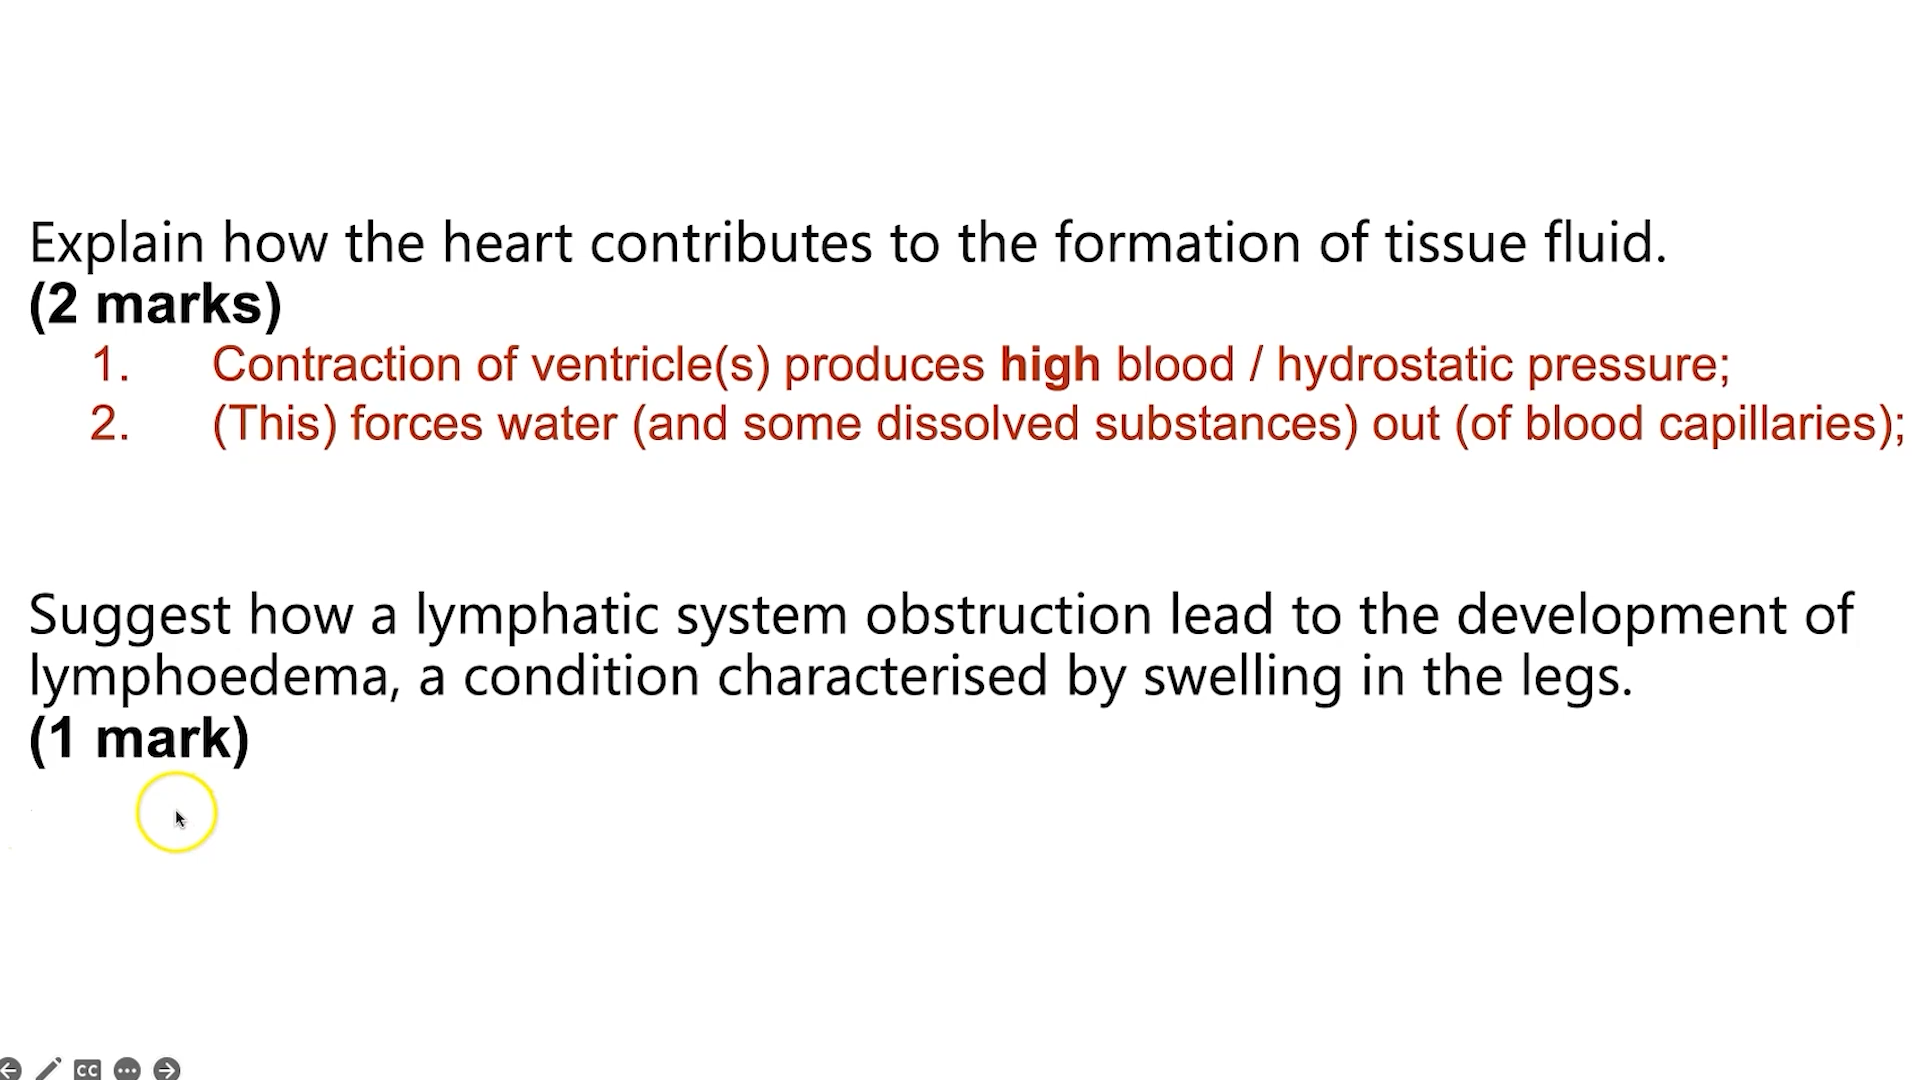 Explain how the heart contributes to the formation of tissue fluid.
(2 marks)
1. Contraction of ventricle(s) produces high blood / hydrostatic pressure;
2. (This) forces water (and some dissolved substances) out (of blood capillaries);
Suggest how a lymphatic system obstruction lead to the development of
lymphoedema, a condition characterised by swelling in the legs.
(1 mark)
CC